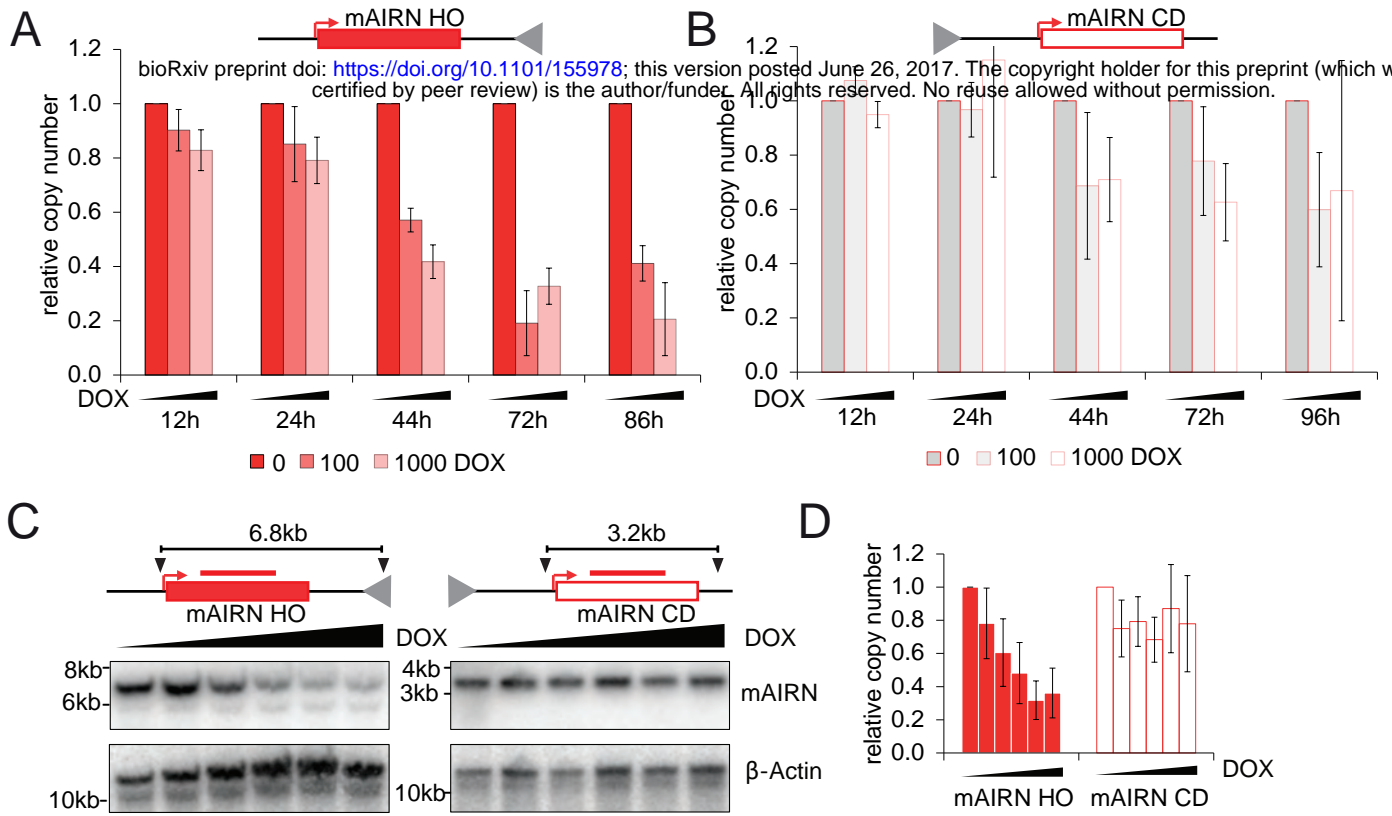 A
mAIRN HO
B
mAIRN CD
bioRxiv preprint doi: https://doi.org/10.1101/155978; this version posted June 26, 2017. The copyright holder for this preprint (which w
certified by peer review) is the author/funder. All rights reserved. No reuse allowed without permission.
relative copy number
1.2
1.0
0.8
0.6
0.4
0.2
0.0
DOX
12h
24h
44h
72h
86h
0
100
1000 DOX
relative copy number
1.2
1.0
0.8
0.6
0.4
0.2
0.0
DOX
12h
24h
44h
72h
96h
0
100
1000 DOX
C
6.8kb
mAIRN HO
DOX
8kb
6kb
10kb
3.2kb
mAIRN CD
DOX
4kb
3kb
mAIRN
10kb
β-Actin
D
relative copy number
1.2
1.0
0.8
0.6
0.4
0.2
0.0
DOX
mAIRN HO
mAIRN CD